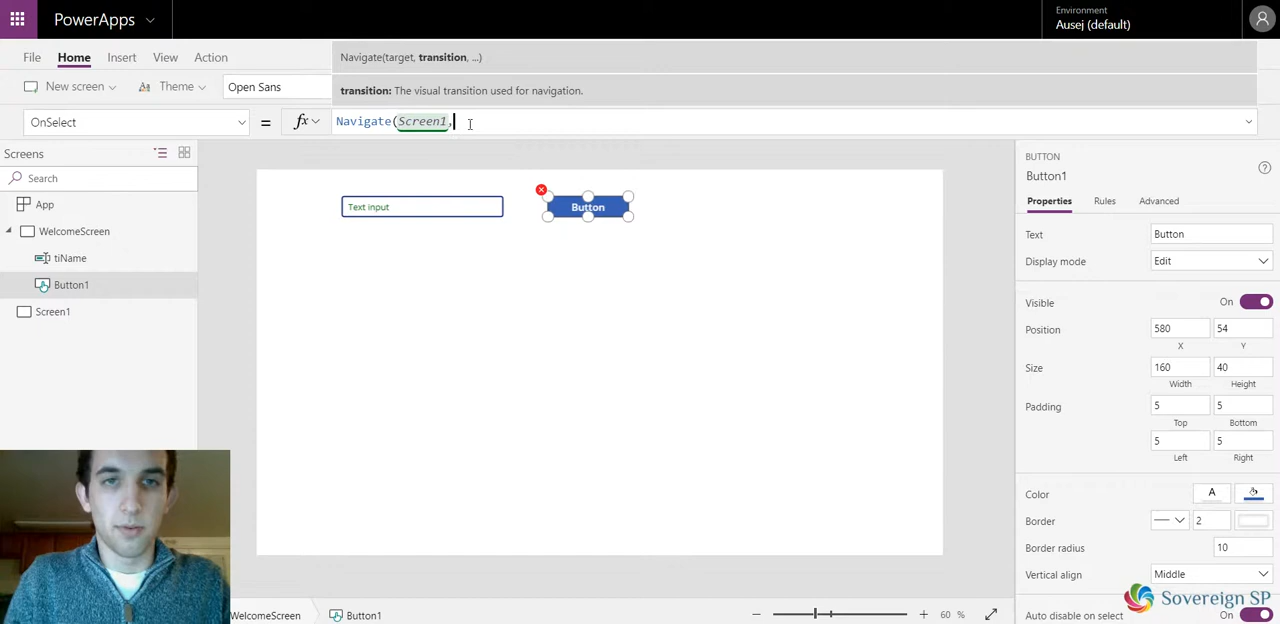 PowerApps
Environment
Ausej (default)
File Home Insert View Action
Navigate(target, transition, ...)
New screen Theme Open Sans
transition: The visual transition used for navigation.
OnSelect = fx Navigate(Screen1,
Screens
Search
App
WelcomeScreen
tiName
Button1
Screen1
Text input
Button
BUTTON
Button1
Properties Rules Advanced
Text Button
Display mode Edit
Visible On
Position 580 54
X Y
Size 160 40
Width Height
Padding 5 5
Top Bottom
5 5
Left Right
Color A
Border 2
Border radius 10
Vertical align Middle
Sovereign SP
Auto disable on select On
WelcomeScreen Button1 60 %